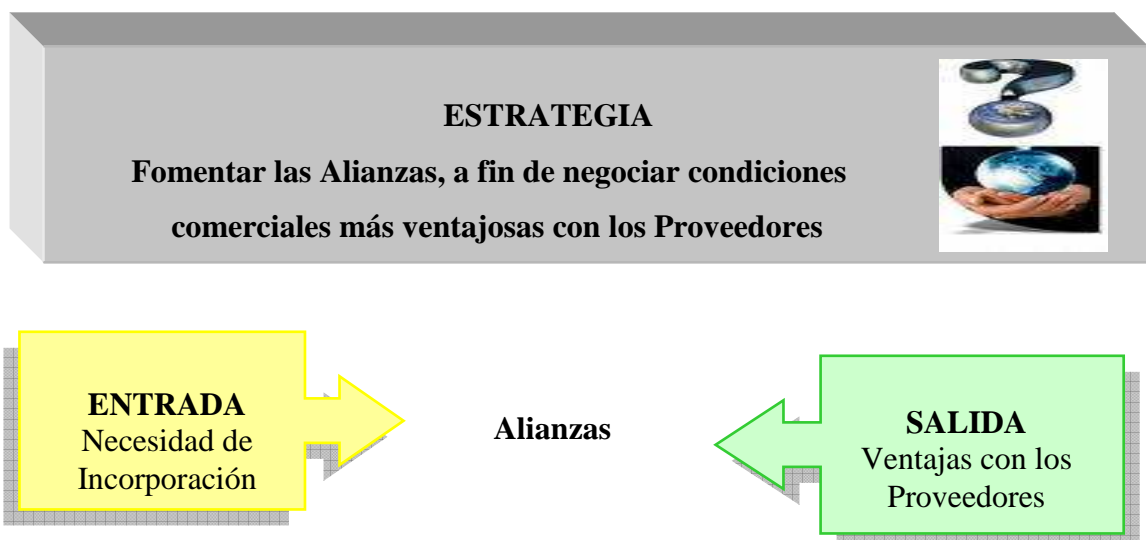 ESTRATEGIA
Fomentar las Alianzas, a fin de negociar condiciones
comerciales más ventajosas con los Proveedores
ENTRADA
Necesidad de
Incorporación
Alianzas
SALIDA
Ventajas con los
Proveedores